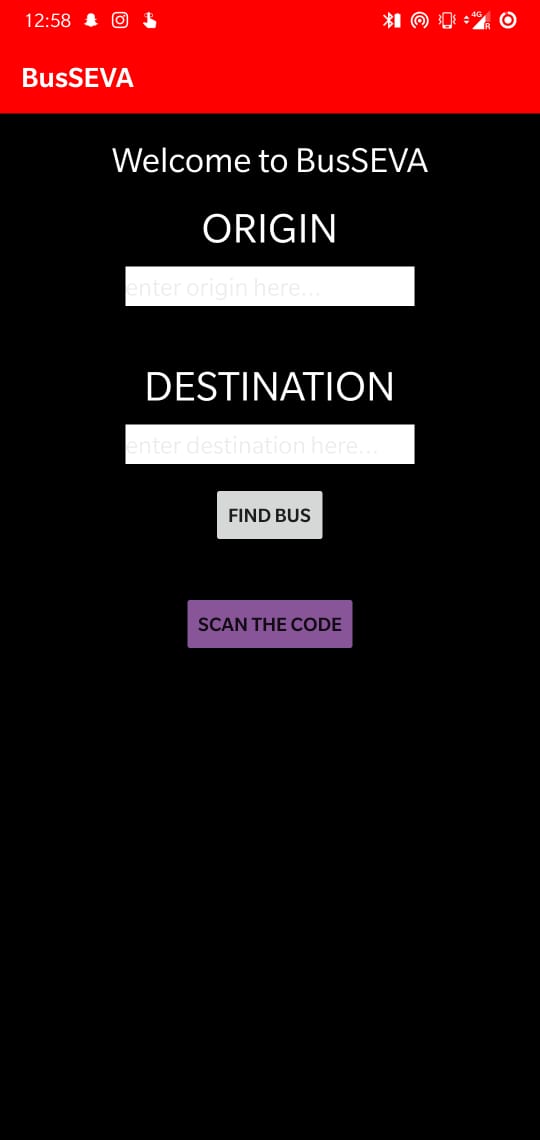 12:58
4G
R
BusSEVA
Welcome to BusSEVA
ORIGIN
enter origin here...
DESTINATION
enter destination here...
FIND BUS
SCAN THE CODE